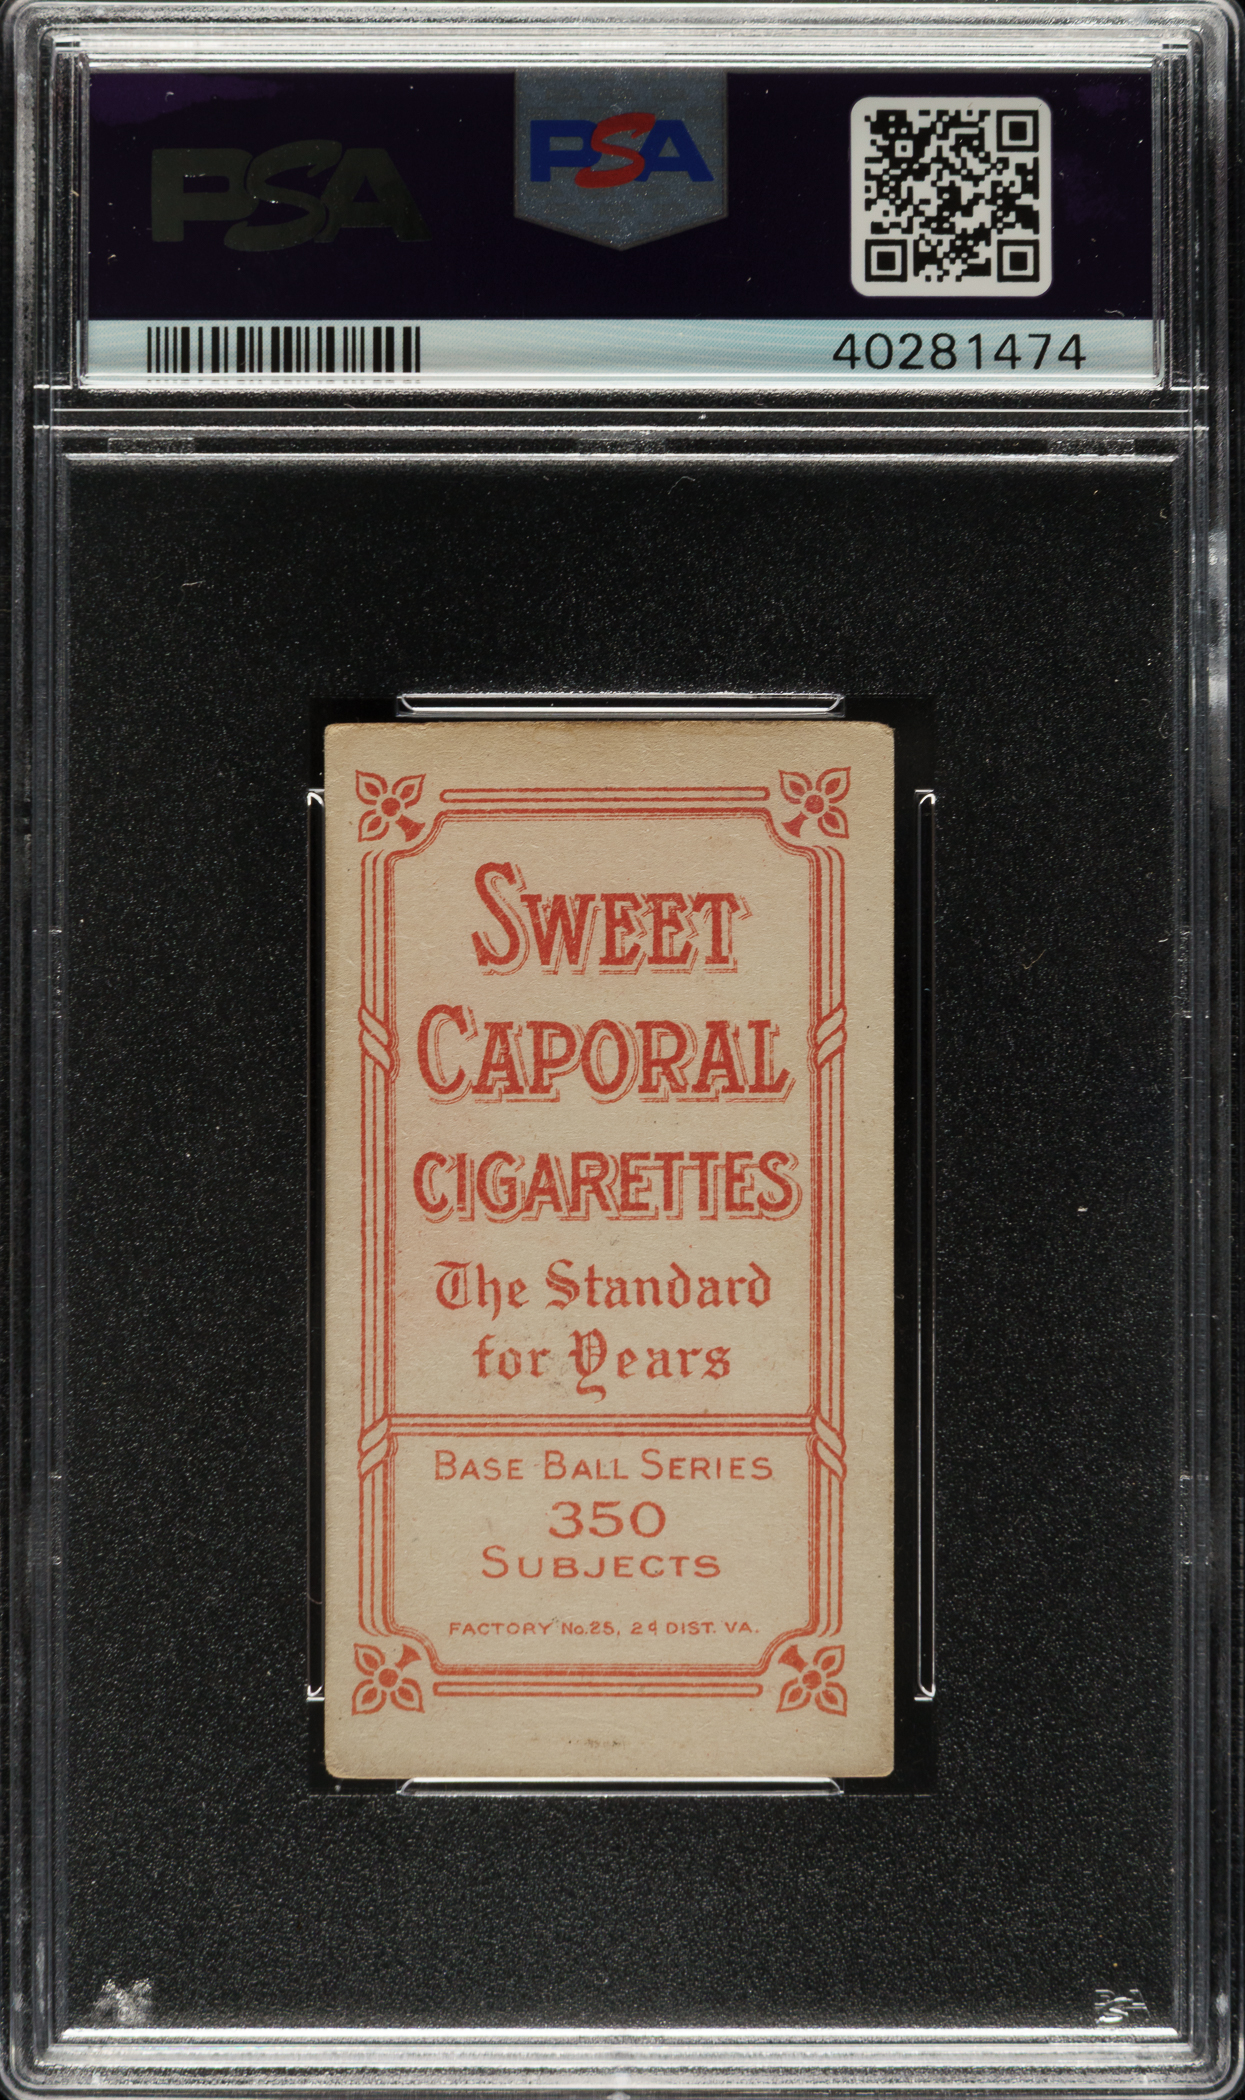 PSA
PSA
40281474
SWEET
CAPORAL
CIGARETTES
The Standard
for Years
BASE BALL SERIES
350
SUBJECTS
FACTORY No. 25, 2d DIST. VA.
PSA